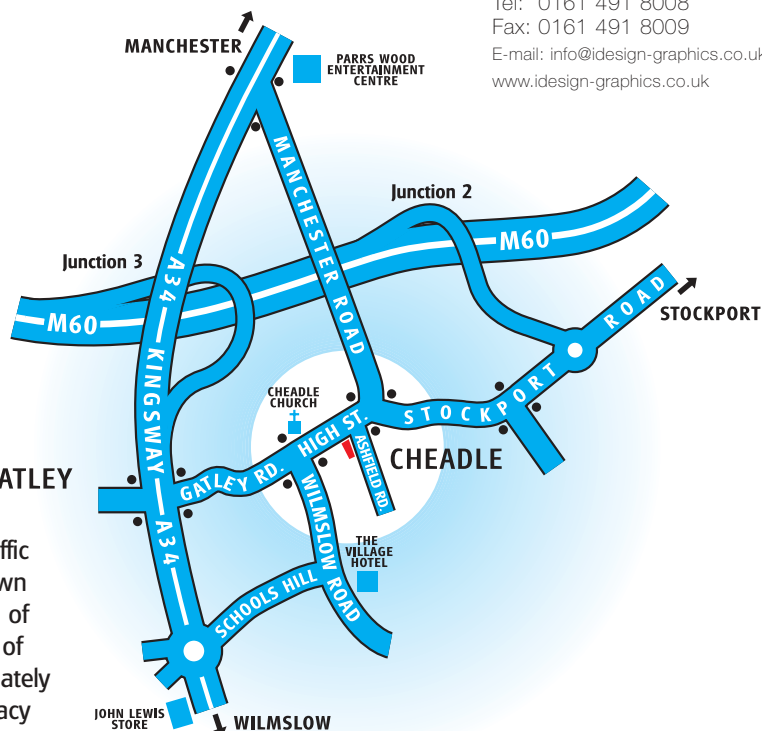 Tel: 0161 491 8008
Fax: 0161 491 8009
E-mail: info@idesign-graphics.co.uk
www.idesign-graphics.co.uk
MANCHESTER
PARRS WOOD
ENTERTAINMENT
CENTRE
MANCHESTER ROAD
Junction 2
M60
Junction 3
A34 KINGSWAY A34
M60
STOCKPORT ROAD
STOCKPORT
CHEADLE
CHURCH
HIGH ST.
ASHFIELD RD.
CHEADLE
ATLEY
GATLEY RD.
WILMSLOW ROAD
THE
VILLAGE
HOTEL
SCHOOLS HILL
ffic
wn
of
of
ately
acy
JOHN LEWIS
STORE
WILMSLOW